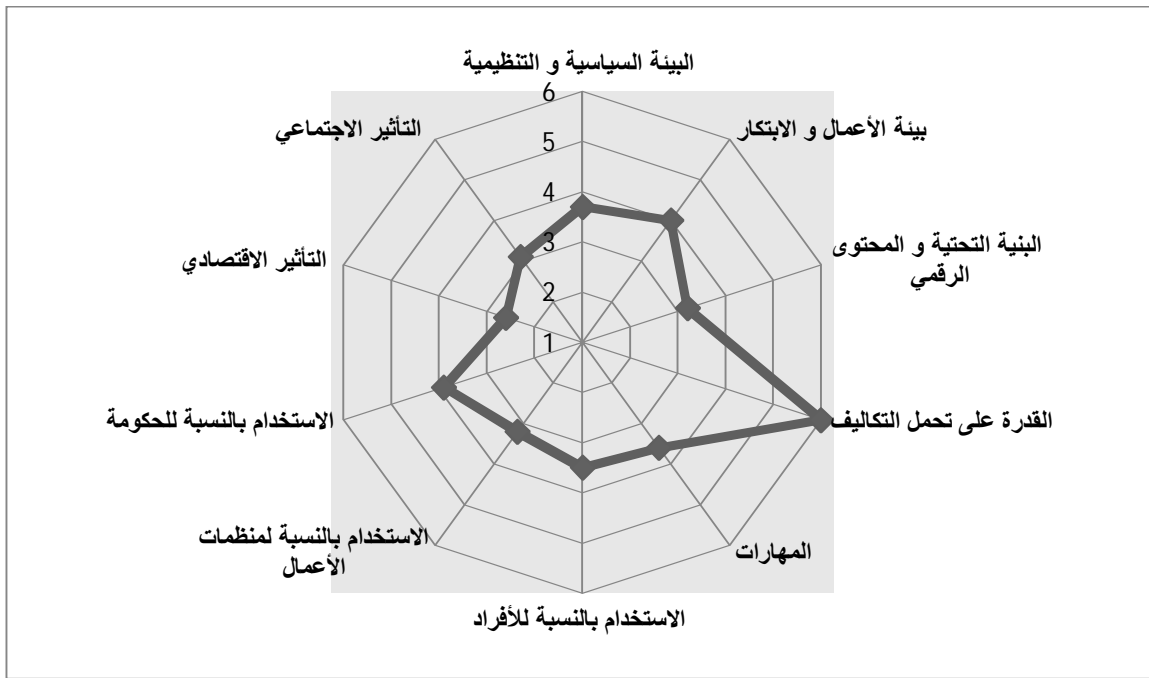 البيئة السياسية و التنظيمية
بيئة الأعمال و الابتكار
البنية التحتية و المحتوى
الرقمي
القدرة على تحمل التكاليف
المهارات
الاستخدام بالنسبة للأفراد
الاستخدام بالنسبة لمنظمات
الأعمال
الاستخدام بالنسبة للحكومة
التأثير الاقتصادي
التأثير الاجتماعي
6
5
4
3
2
1